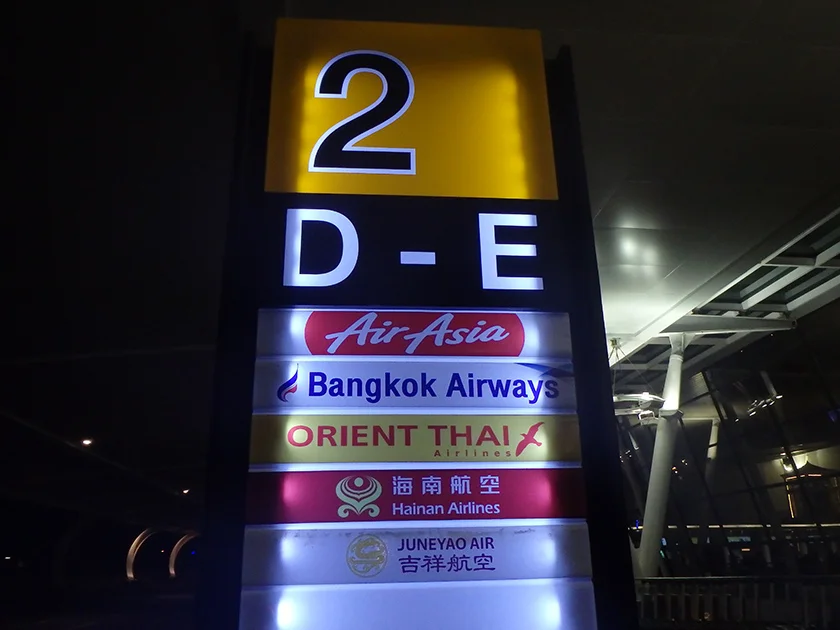 2
D - E
AirAsia
Bangkok Airways
ORIENT THAI
Airlines
海南航空
Hainan Airlines
JUNEYAO AIR
吉祥航空